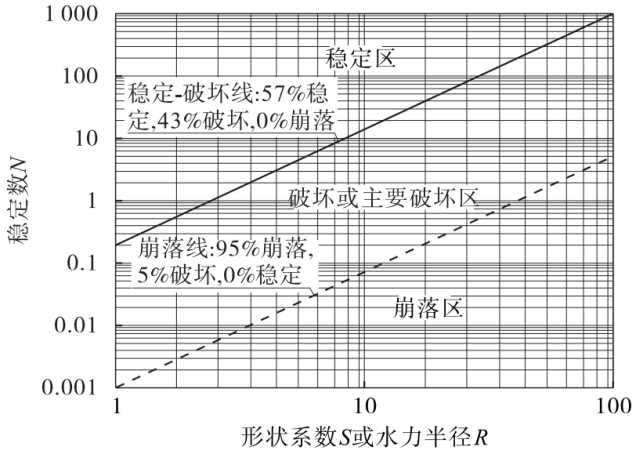 1 000
稳定区
100
稳定-破坏线:57%稳
定,43%破坏,0%崩落
10
稳定数N
1
破坏或主要破坏区
崩落线:95%崩落,
5%破坏,0%稳定
0.1
崩落区
0.01
0.001
1
10
100
形状系数S或水力半径R